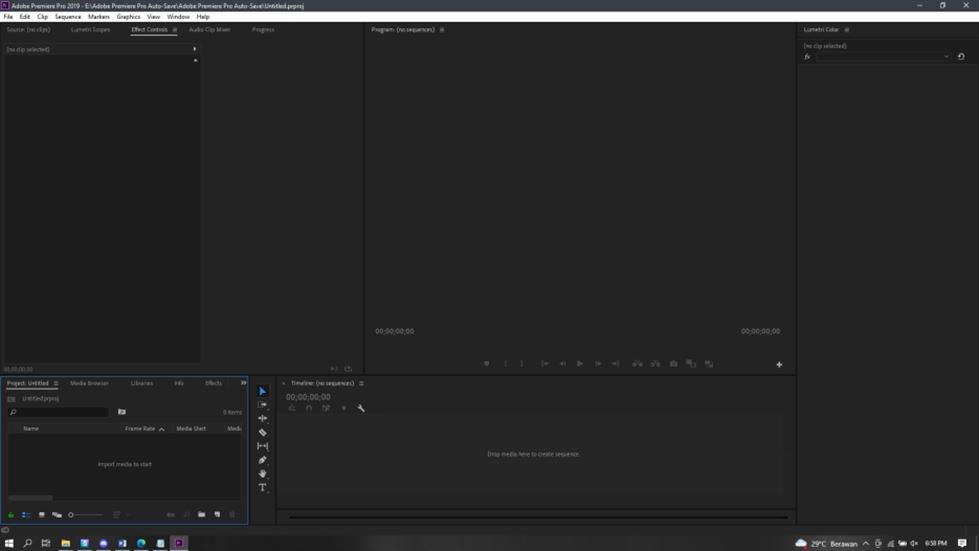 Adobe Premiere Pro 2019 - E:\Adobe Premiere Pro Auto-Save\Adobe Premiere Pro Auto-Save\Untitled.prproj
File Edit Clip Sequence Markers Graphics View Window Help
Source: (no clips) Lumetri Scopes Effect Controls Audio Clip Mixer Progress
Program: (no sequences)
Lumetri Color
(no clip selected)
(no clip selected)
fx
00;00;00;00 00;00;00;00
00;00;00;00
Project: Untitled Media Browser Libraries Info Effects
Timeline: (no sequences)
Untitled.prproj
00;00;00;00
0 Items
Name Frame Rate Media Start Media
Import media to start
Drop media here to create sequence.
29°C Berawan 6:58 PM